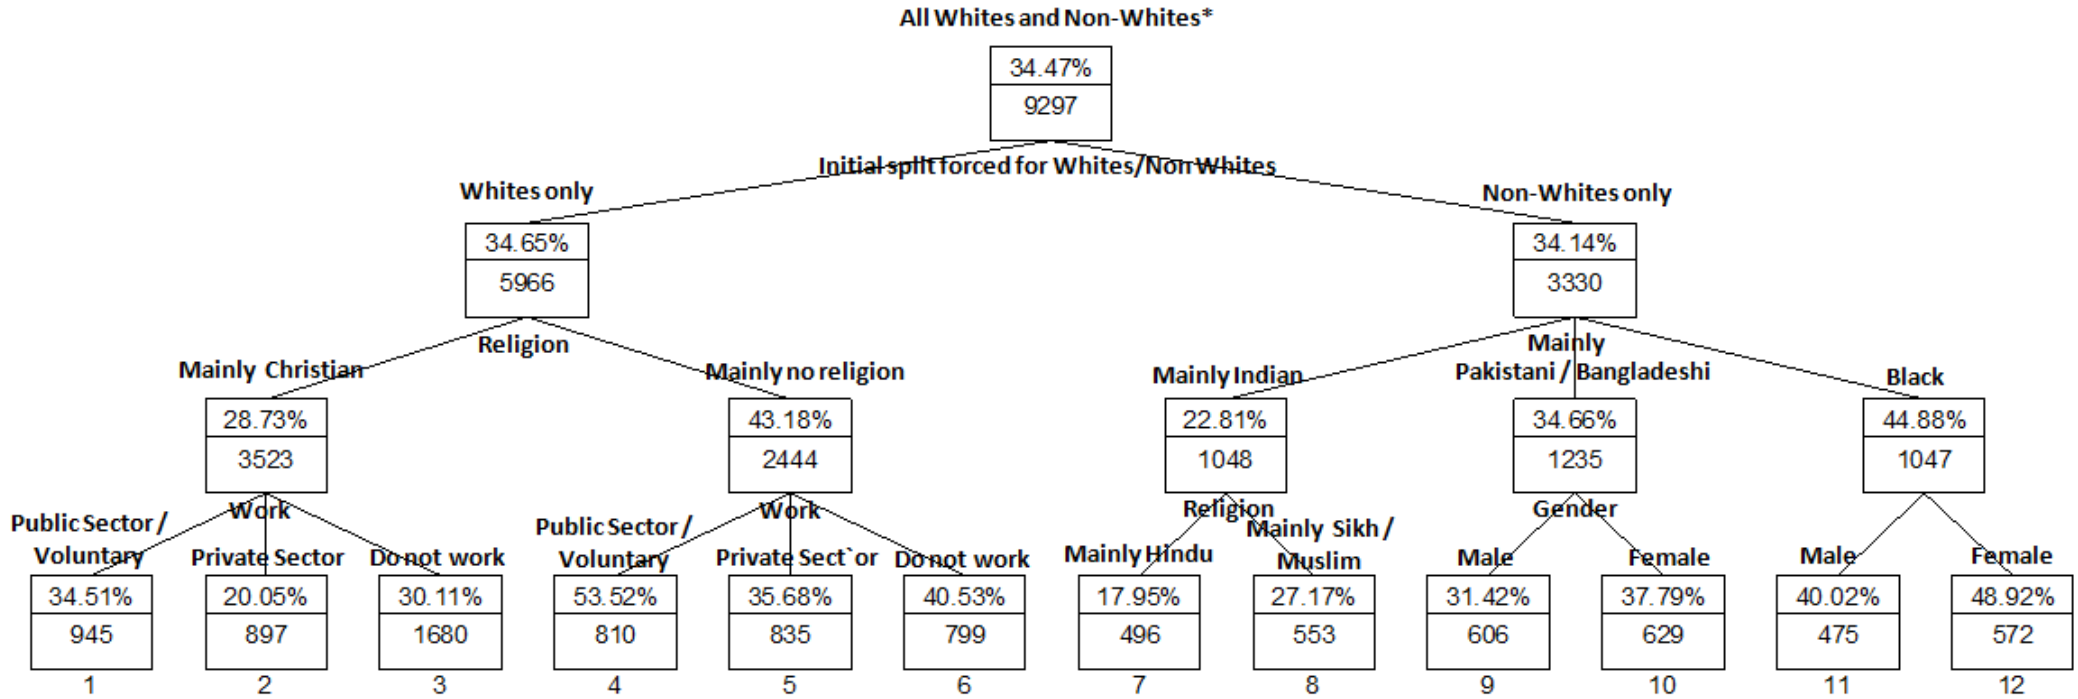 All Whites and Non-Whites*
34.47%
9297
Initial split forced for Whites/Non Whites
Whites only
Non-Whites only
34.65%
5966
34.14%
3330
Religion
Mainly Christian
Mainly no religion
Mainly Indian
Mainly
Pakistani / Bangladeshi
Black
28.73%
3523
43.18%
2444
22.81%
1048
34.66%
1235
44.88%
1047
Work
Work
Religion
Gender
Public Sector /
Voluntary
Private Sector
Do not work
Public Sector/
Voluntary
Private Sect`or
Do not work
Mainly Hindu
Mainly Sikh /
Muslim
Male
Female
Male
Female
34.51%
945
1
20.05%
897
2
30.11%
1680
3
53.52%
810
4
35.68%
835
5
40.53%
799
6
17.95%
496
7
27.17%
553
8
31.42%
606
9
37.79%
629
10
40.02%
475
11
48.92%
572
12